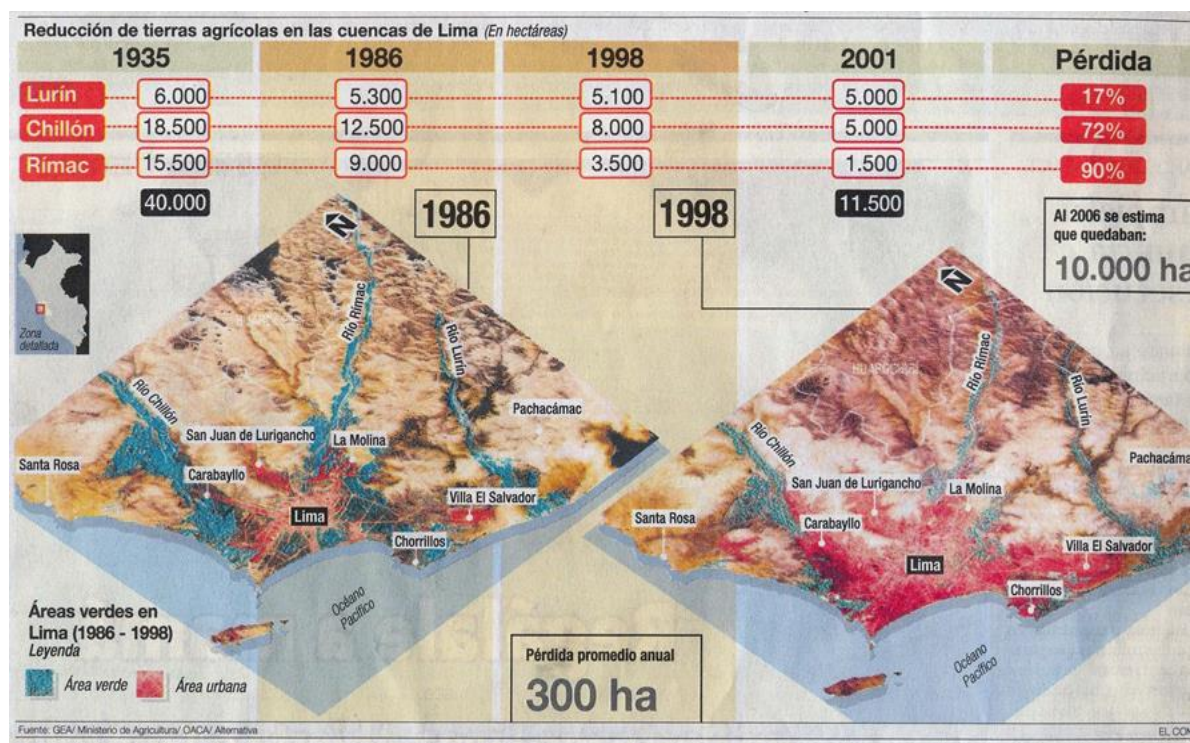 Reducción de tierras agrícolas en las cuencas de Lima (En hectáreas)
1935 1986 1998 2001 Pérdida
Lurín 6.000 5.300 5.100 5.000 17%
Chillón 18.500 12.500 8.000 5.000 72%
Rímac 15.500 9.000 3.500 1.500 90%
40.000 11.500
1986
1998
Al 2006 se estima
que quedaban:
10.000 ha
Zona
detallada
N
Río Rímac
Río Lurín
Río Chillón
Pachacámac
San Juan de Lurigancho
La Molina
Santa Rosa
Carabayllo
Villa El Salvador
Lima
Chorrillos
Océano
Pacífico
N
Río Rímac
Río Lurín
Río Chillón
Pachacámac
San Juan de Lurigancho
La Molina
Santa Rosa
Carabayllo
Villa El Salvador
Lima
Chorrillos
Océano
Pacífico
Áreas verdes en
Lima (1986 - 1998)
Leyenda
Área verde Área urbana
Pérdida promedio anual
300 ha
Fuente: GEA/ Ministerio de Agricultura/ OACA/ Alternativa
EL COM